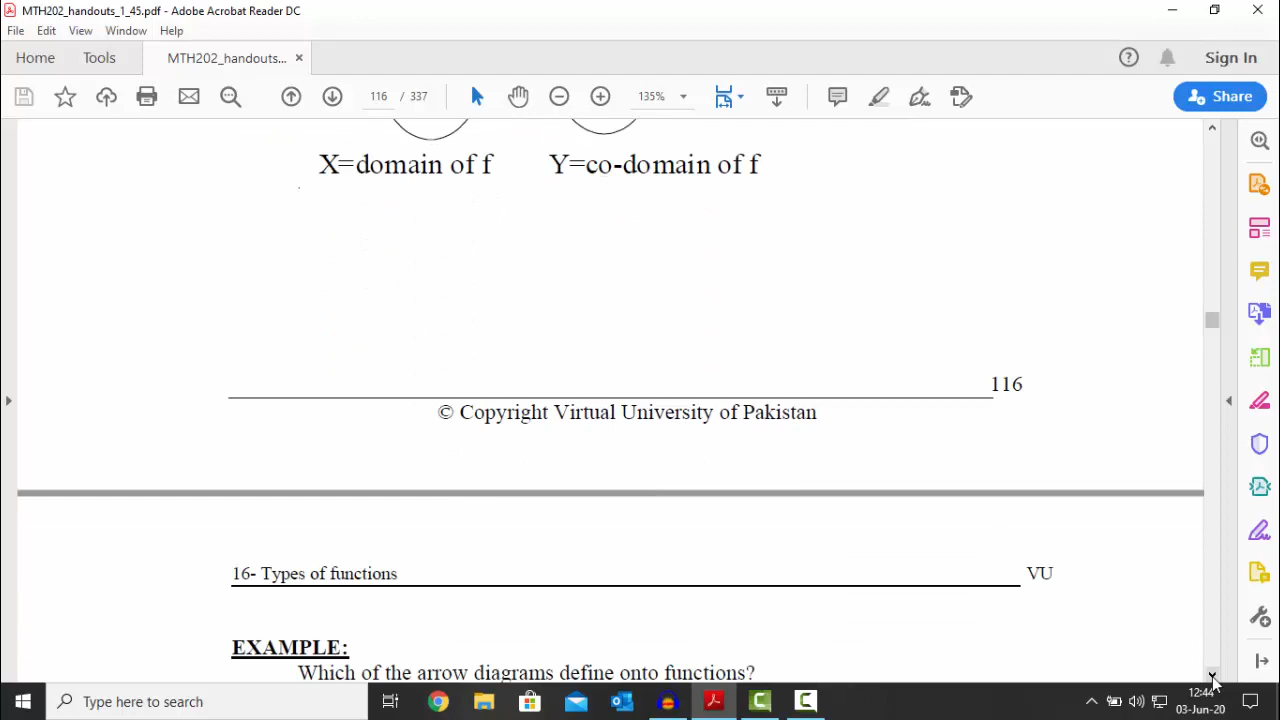 MTH202_handouts_1_45.pdf - Adobe Acrobat Reader DC
File Edit View Window Help
Home Tools MTH202_handouts... × Sign In
116 / 337 135% Share
X=domain of f Y=co-domain of f
116
© Copyright Virtual University of Pakistan
16- Types of functions VU
EXAMPLE:
Which of the arrow diagrams define onto functions?
Type here to search
12:44
03-Jun-20